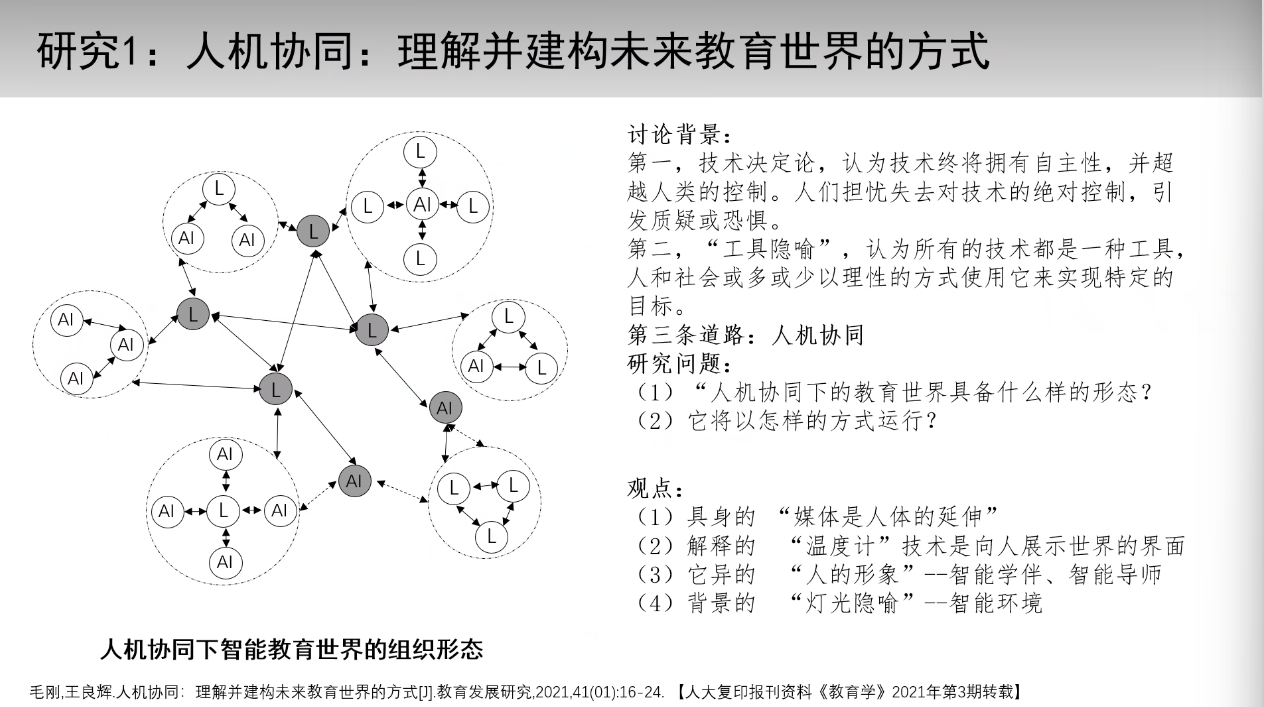 研究1：人机协同：理解并建构未来教育世界的方式
L
AI
AI
L
L
AI
L
L
L
L
AI
AI
AI
L
L
L
AI
L
AI
AI
AI
L
AI
AI
AI
L
L
L
讨论背景：
第一，技术决定论，认为技术终将拥有自主性，并超
越人类的控制。人们担忧失去对技术的绝对控制，引
发质疑或恐惧。
第二，“工具隐喻”，认为所有的技术都是一种工具，
人和社会或多或少以理性的方式使用它来实现特定的
目标。
第三条道路：人机协同
研究问题：
（1）“人机协同下的教育世界具备什么样的形态？
（2）它将以怎样的方式运行？
观点：
（1）具身的 “媒体是人体的延伸”
（2）解释的 “温度计”技术是向人展示世界的界面
（3）它异的 “人的形象”--智能学伴、智能导师
（4）背景的 “灯光隐喻”--智能环境
人机协同下智能教育世界的组织形态
毛刚,王良辉.人机协同：理解并建构未来教育世界的方式[J].教育发展研究,2021,41(01):16-24. 【人大复印报刊资料《教育学》2021年第3期转载】